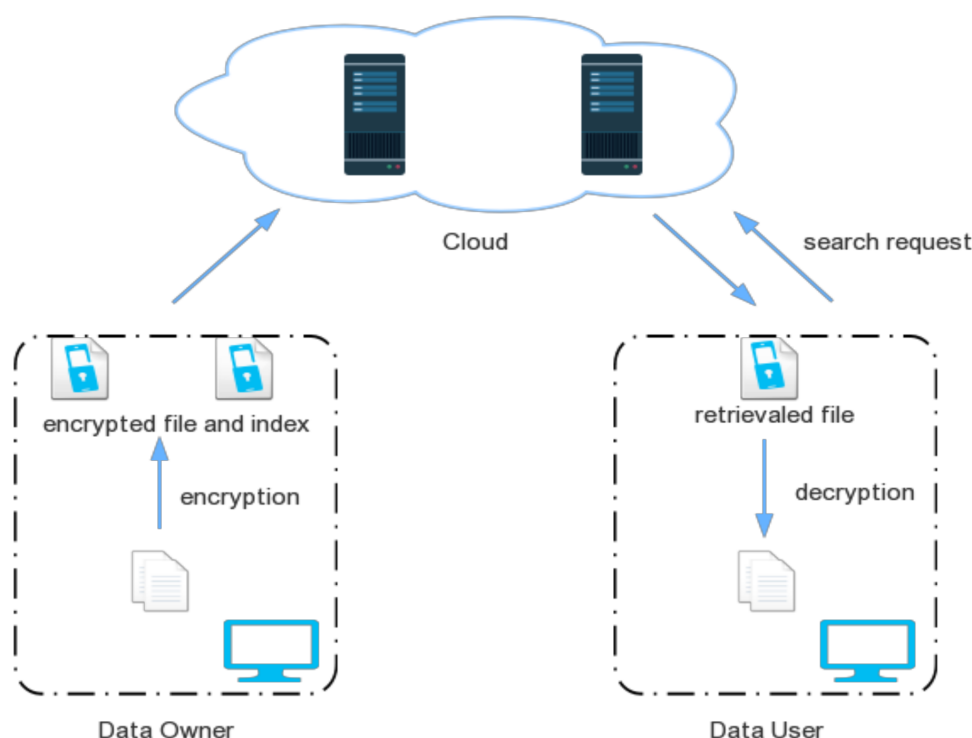 Cloud
search request
encrypted file and index
retrievaled file
encryption
decryption
Data Owner
Data User